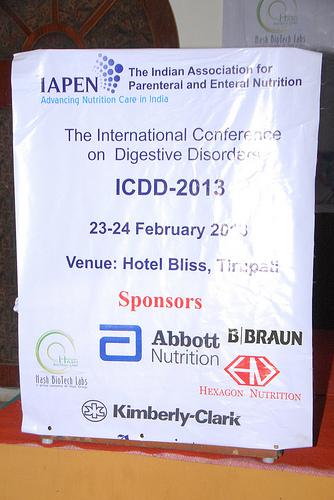 Hash BioTech Labs
IAPEN
The Indian Association for
Parenteral and Enteral Nutrition
Advancing Nutrition Care in India
The International Conference
on Digestive Disorders
ICDD-2013
23-24 February 2013
Venue: Hotel Bliss, Tirupati
Sponsors
Hash BioTech Labs
Abbott
Nutrition
B|BRAUN
HEXAGON NUTRITION
Kimberly-Clark